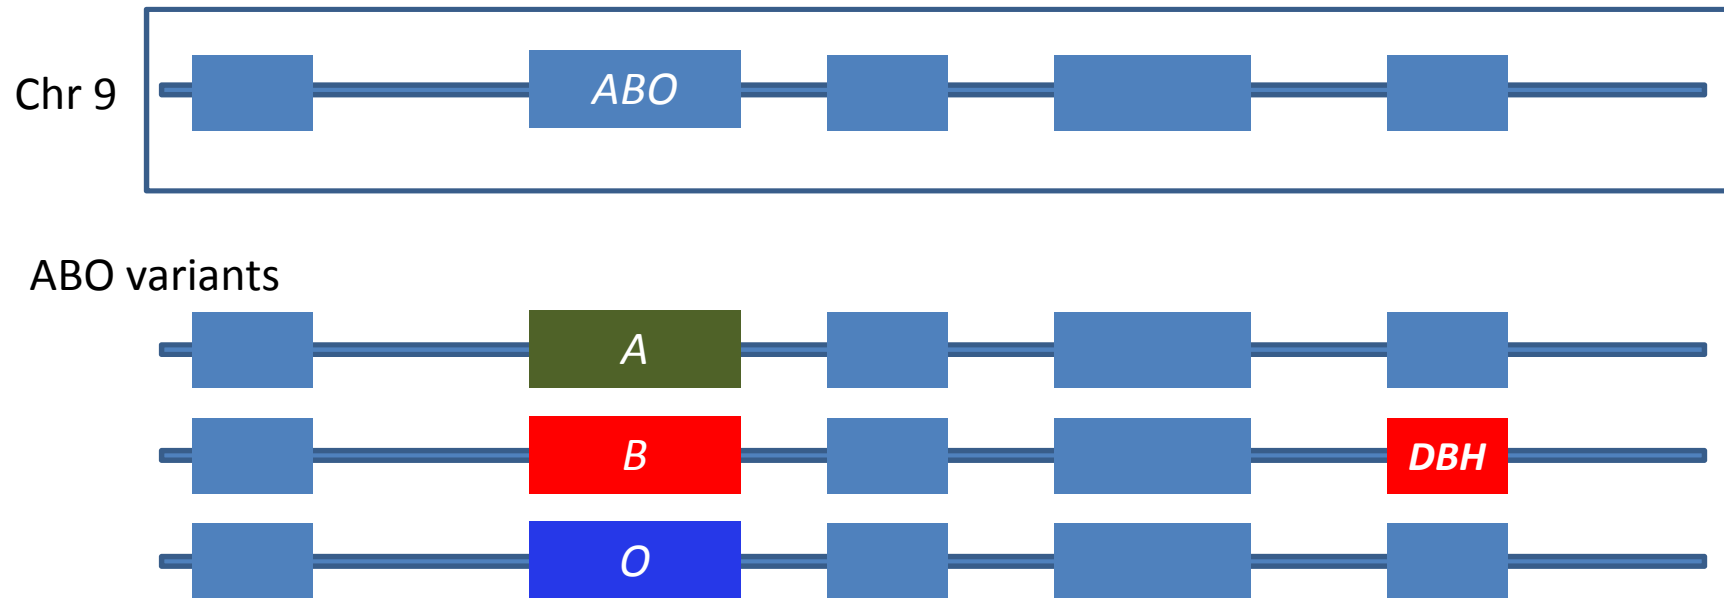 Chr 9
ABO
ABO variants
A
B
DBH
O